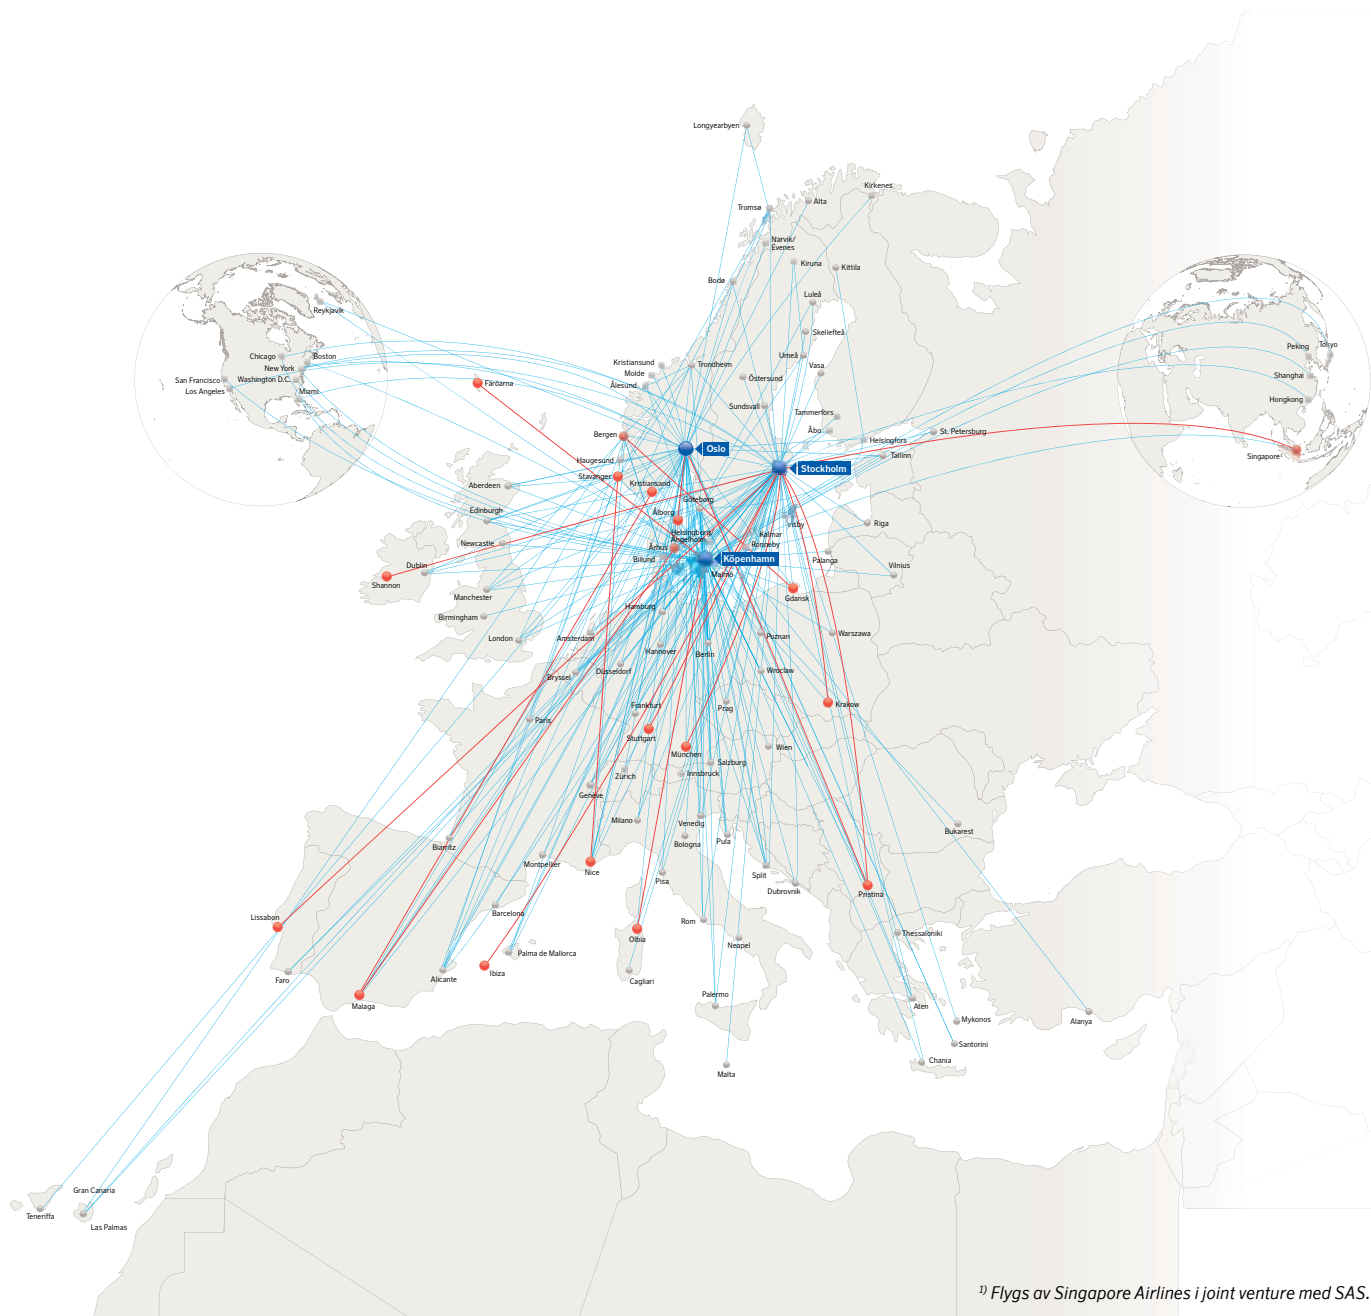 Longyearbyen
Kirkenes
Alta
Tromsø
Narvik/
Evenes
Kiruna
Kittila
Bodø
Luleå
Reykjavik
Skellefteå
Chicago
Boston
New York
San Francisco
Washington D.C.
Los Angeles
Miami
Peking
Tokyo
Shanghai
Hongkong
Singapore¹
Umeå
Vasa
Kristiansund
Molde
Ålesund
Trondheim
Östersund
Färöarna
Sundsvall
Tammerfors
Åbo
St. Petersburg
Helsingfors
Tallinn
Bergen
Oslo
Haugesund
Stockholm
Stavanger
Kristiansand
Aberdeen
Göteborg
Edinburgh
Ålborg
Helsingborg
Ängelholm
Kalmar
Ronneby
Riga
Newcastle
Århus
Billund
Köpenhamn
Palanga
Dublin
Malmö
Vilnius
Shannon
Manchester
Gdansk
Hamburg
Birmingham
London
Amsterdam
Poznan
Warszawa
Hannover
Berlin
Düsseldorf
Bryssel
Wroclaw
Frankfurt
Prag
Krakow
Paris
Stuttgart
München
Wien
Salzburg
Zürich
Innsbruck
Genève
Milano
Venedig
Bologna
Pula
Bukarest
Biarritz
Montpellier
Nice
Pisa
Split
Dubrovnik
Pristina
Lissabon
Barcelona
Rom
Olbia
Neapel
Thessaloniki
Palma de Mallorca
Faro
Alicante
Ibiza
Cagliari
Malaga
Palermo
Aten
Mykonos
Alanya
Santorini
Chania
Malta
Gran Canaria
Teneriffa
Las Palmas
¹⁾ Flygs av Singapore Airlines i joint venture med SAS.